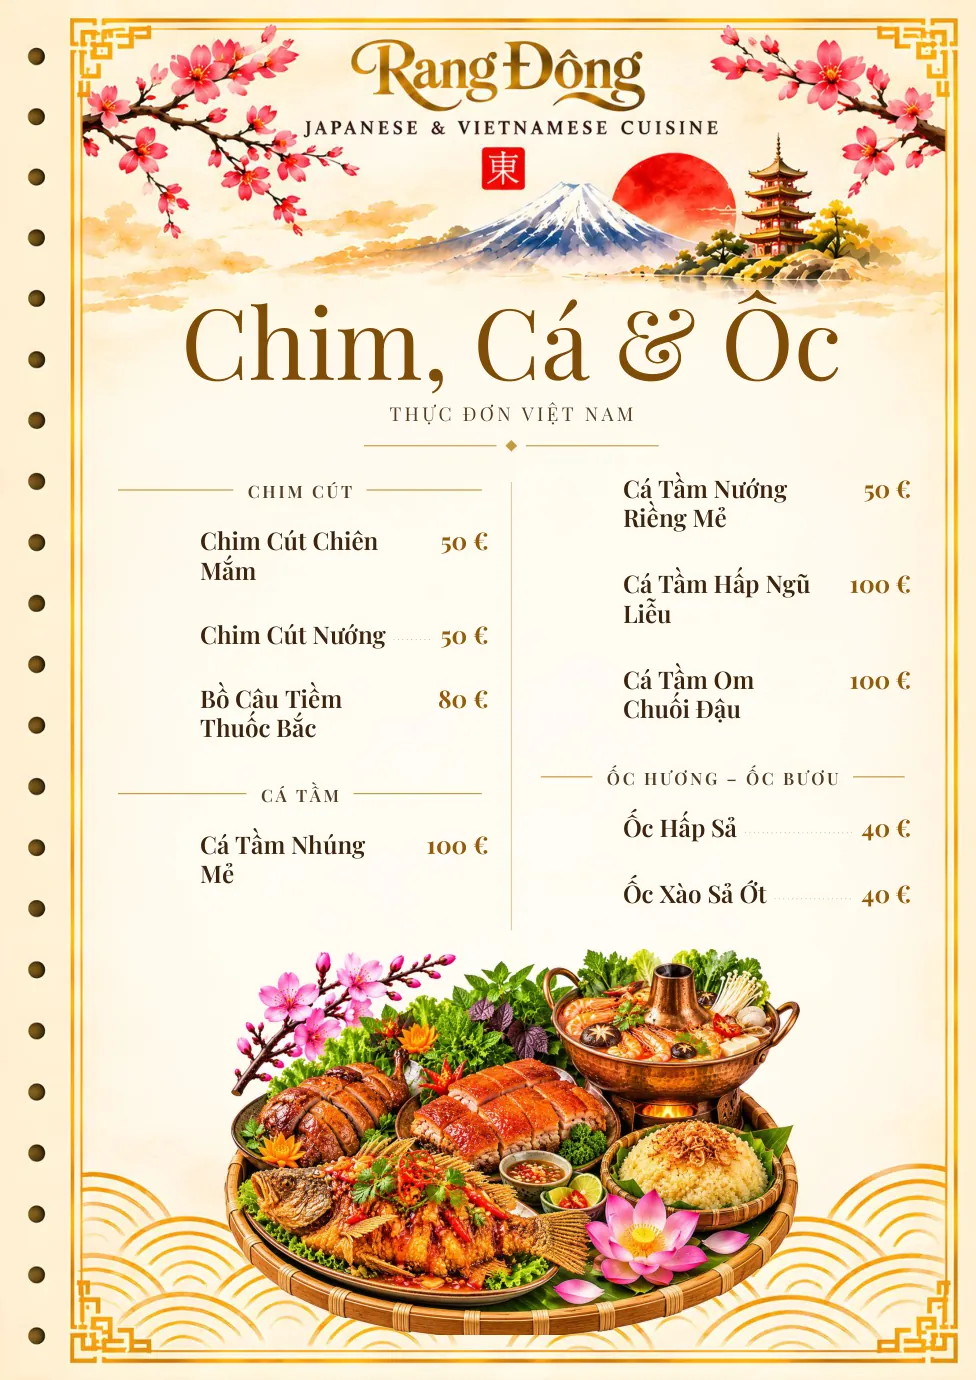 Rang Đông
JAPANESE & VIETNAMESE CUISINE
東
Chim, Cá & Ốc
THỰC ĐƠN VIỆT NAM
CHIM CÚT
Chim Cút Chiên 50 €
Mắm
Chim Cút Nướng 50 €
Bồ Câu Tiềm 80 €
Thuốc Bắc
CÁ TẦM
Cá Tầm Nhúng 100 €
Mẻ
Cá Tầm Nướng 50 €
Riềng Mẻ
Cá Tầm Hấp Ngũ 100 €
Liễu
Cá Tầm Om 100 €
Chuối Đậu
ỐC HƯƠNG – ỐC BƯƠU
Ốc Hấp Sả 40 €
Ốc Xào Sả Ớt 40 €